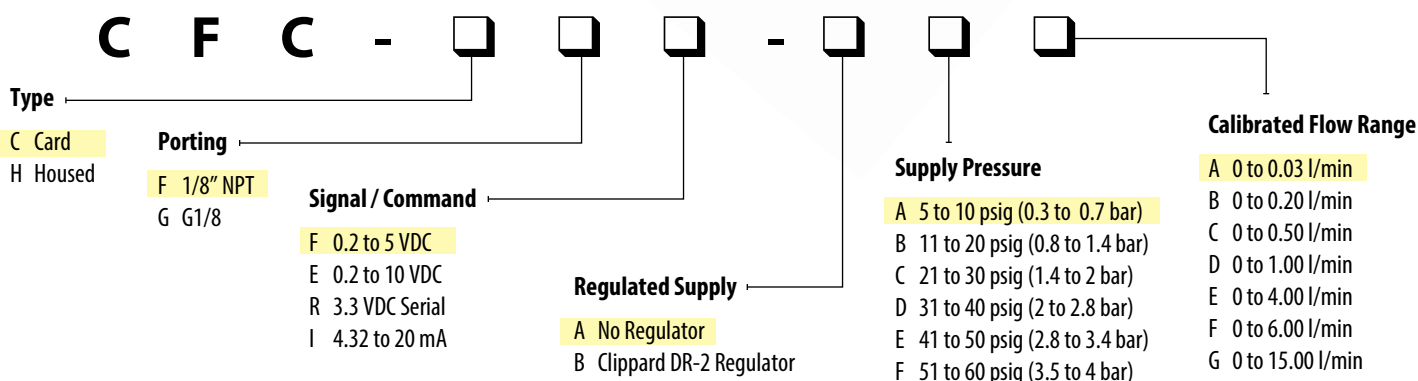 C F C - ❑ ❑ ❑ - ❑ ❑ ❑
Type
C Card
H Housed
Porting
F 1/8” NPT
G G1/8
Signal / Command
F 0.2 to 5 VDC
E 0.2 to 10 VDC
R 3.3 VDC Serial
I 4.32 to 20 mA
Regulated Supply
A No Regulator
B Clippard DR-2 Regulator
Supply Pressure
A 5 to 10 psig (0.3 to 0.7 bar)
B 11 to 20 psig (0.8 to 1.4 bar)
C 21 to 30 psig (1.4 to 2 bar)
D 31 to 40 psig (2 to 2.8 bar)
E 41 to 50 psig (2.8 to 3.4 bar)
F 51 to 60 psig (3.5 to 4 bar)
Calibrated Flow Range
A 0 to 0.03 l/min
B 0 to 0.20 l/min
C 0 to 0.50 l/min
D 0 to 1.00 l/min
E 0 to 4.00 l/min
F 0 to 6.00 l/min
G 0 to 15.00 l/min